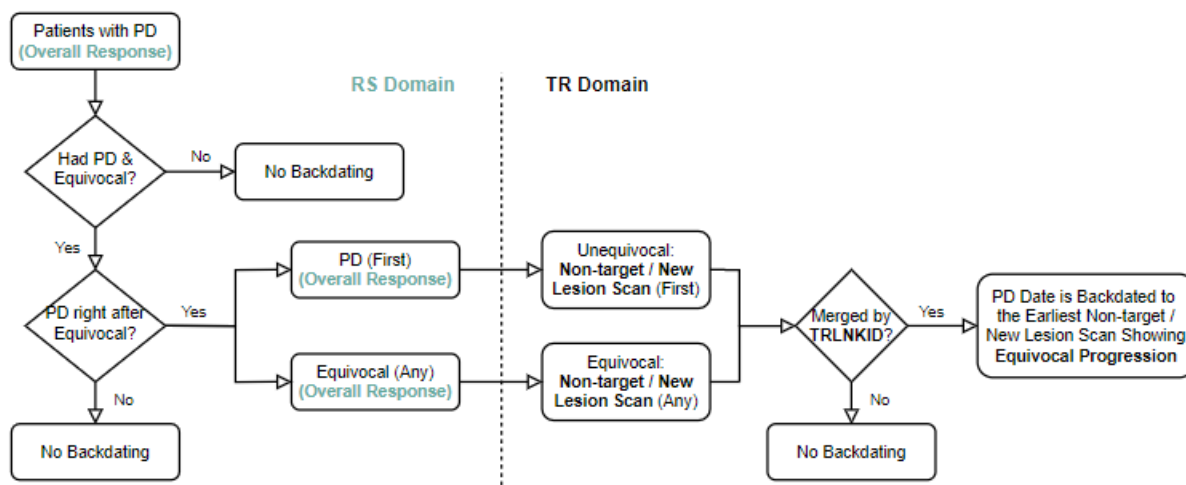 Patients with PD
(Overall Response)
RS Domain
TR Domain
Had PD &
Equivocal?
No
No Backdating
Yes
PD right after
Equivocal?
Yes
No
No Backdating
PD (First)
(Overall Response)
Equivocal (Any)
(Overall Response)
Unequivocal:
Non-target / New
Lesion Scan (First)
Equivocal:
Non-target / New
Lesion Scan (Any)
Merged by
TRLNKID?
Yes
No
No Backdating
PD Date is Backdated to
the Earliest Non-target /
New Lesion Scan Showing
Equivocal Progression